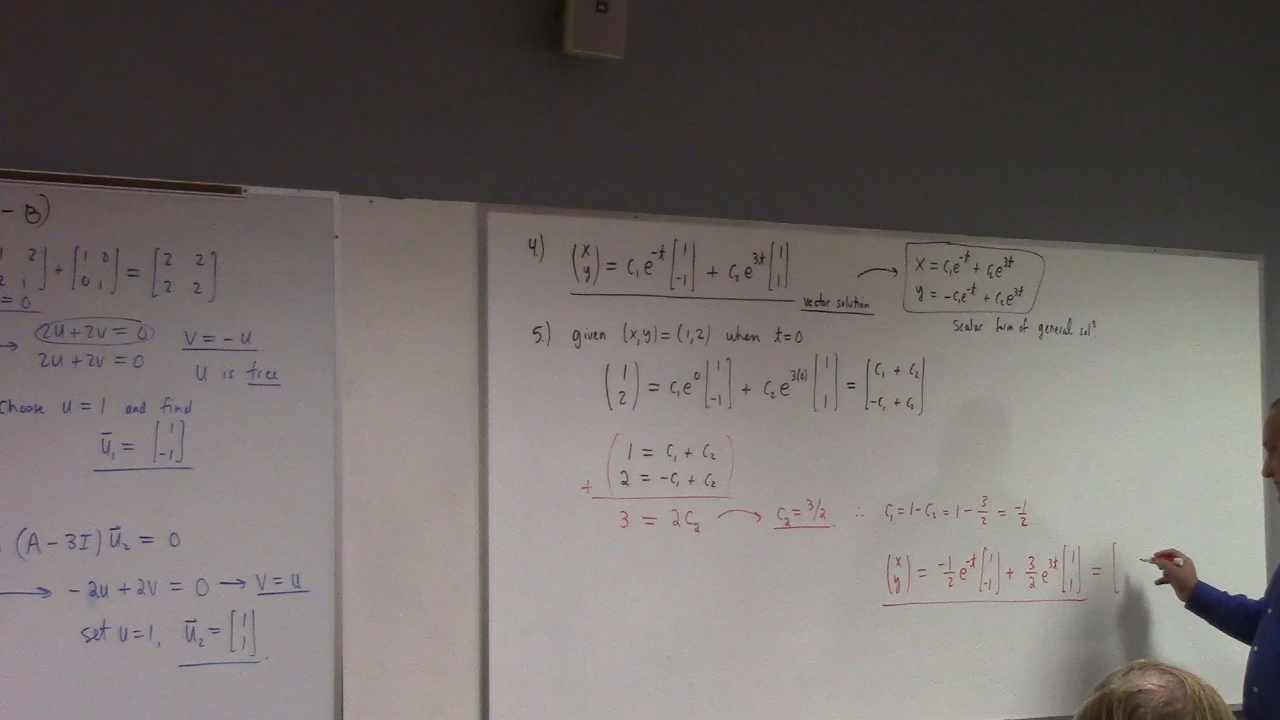 - B)
2] + [1 0; 0 1] = [2 2; 2 2]
= 0
→ 2u + 2v = 0 v = -u
2u + 2v = 0 u is free
Choose u = 1 and find
ū₁ = [1; -1]
(A - 3I) ū₂ = 0
→ -2u + 2v = 0 → v = u
set u = 1, ū₂ = [1; 1]
4.) (x; y) = c₁e^{-t} [1; -1] + c₂e^{3t} [1; 1]
vector solution
x = c₁e^{-t} + c₂e^{3t}
y = -c₁e^{-t} + c₂e^{3t}
Scalar form of general solⁿ.
5.) given (x,y) = (1,2) when t=0
(1; 2) = c₁e^{0} [1; -1] + c₂e^{3(0)} [1; 1] = [c₁ + c₂; -c₁ + c₂]
1 = c₁ + c₂
+ 2 = -c₁ + c₂
3 = 2c₂ → c₂ = 3/2 ∴ c₁ = 1 - c₂ = 1 - 3/2 = -1/2
(x; y) = -1/2 e^{-t} [1; -1] + 3/2 e^{3t} [1; 1] = [